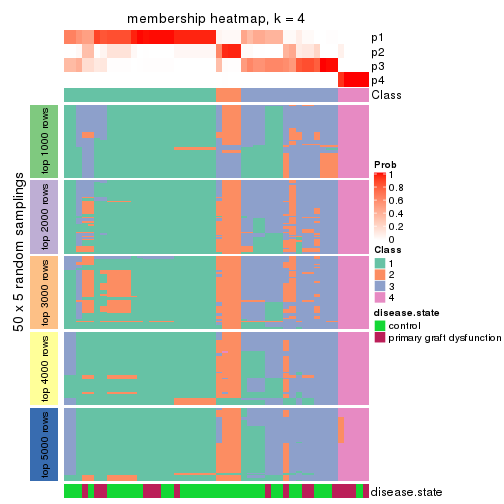 membership heatmap, k = 4
p1
p2
p3
p4
Class
50 x 5 random samplings
top 1000 rows
top 2000 rows
top 3000 rows
top 4000 rows
top 5000 rows
Prob
1
0.8
0.6
0.4
0.2
0
Class
1
2
3
4
disease.state
control
primary graft dysfunction
disease.state